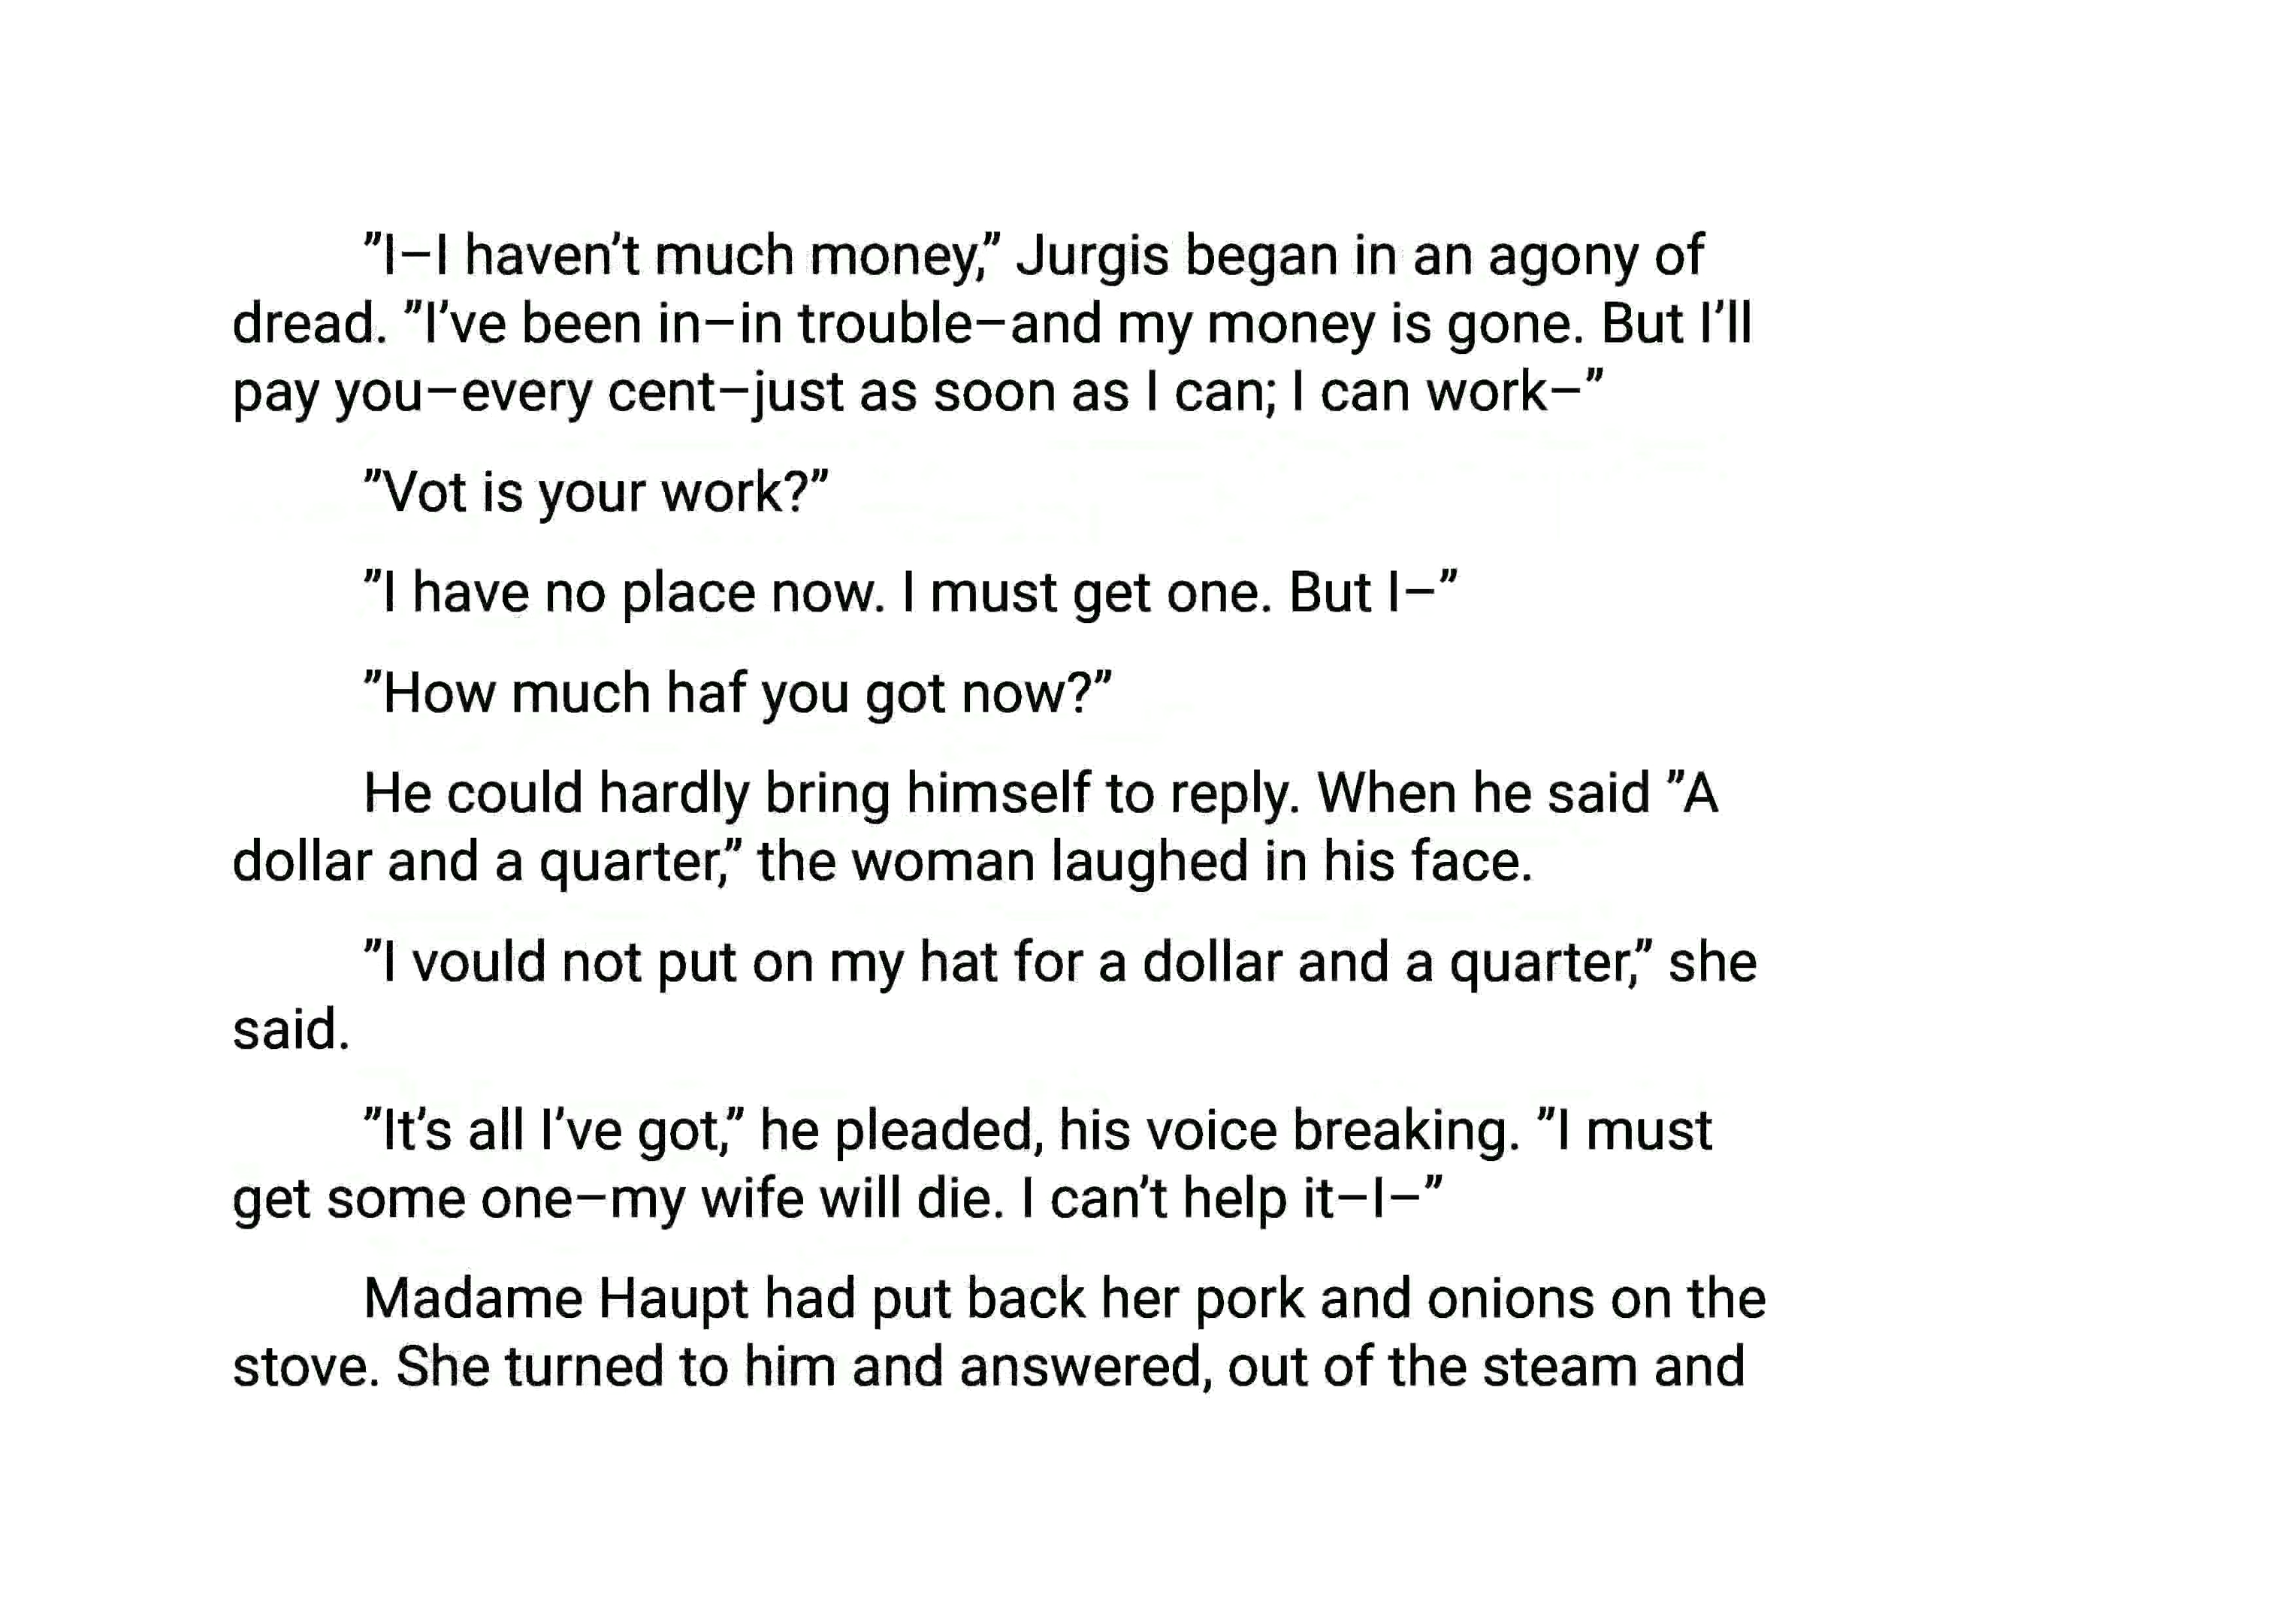 ”I–I haven’t much money,” Jurgis began in an agony of
dread. ”I’ve been in–in trouble–and my money is gone. But I’ll
pay you–every cent–just as soon as I can; I can work–”
”Vot is your work?”
”I have no place now. I must get one. But I–”
”How much haf you got now?”
He could hardly bring himself to reply. When he said ”A
dollar and a quarter,” the woman laughed in his face.
”I vould not put on my hat for a dollar and a quarter,” she
said.
”It’s all I’ve got,” he pleaded, his voice breaking. ”I must
get some one–my wife will die. I can’t help it–I–”
Madame Haupt had put back her pork and onions on the
stove. She turned to him and answered, out of the steam and